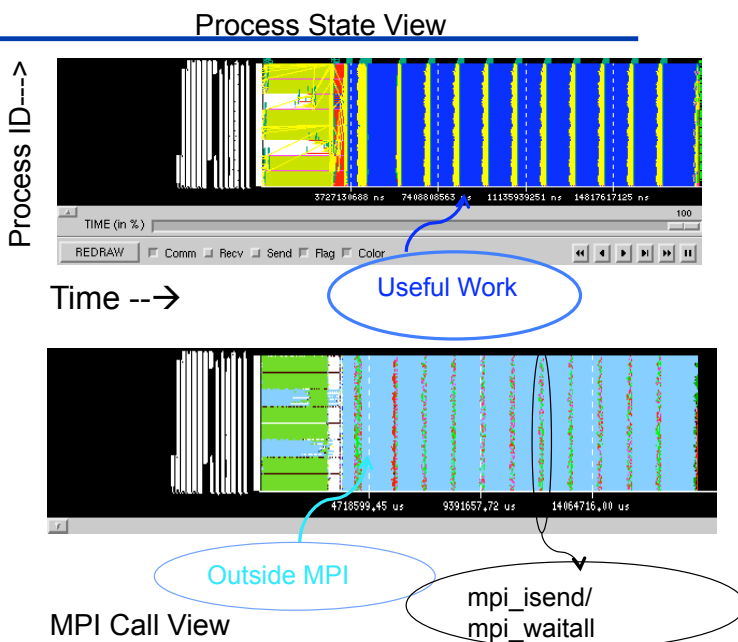 Process State View
Process ID--->
3727130688 ns 7408808563 ns 11135939251 ns 14817617125 ns
TIME (in %) 100
REDRAW Comm Recv Send Flag Color
Useful Work
Time --→
4718599,45 us 9391657,72 us 14064716,00 us
Outside MPI
mpi_isend/
mpi_waitall
MPI Call View